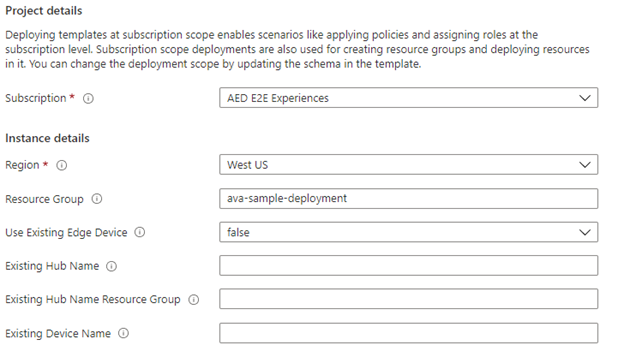 Project details
Deploying templates at subscription scope enables scenarios like applying policies and assigning roles at the
subscription level. Subscription scope deployments are also used for creating resource groups and deploying resources
in it. You can change the deployment scope by updating the schema in the template.
Subscription * AED E2E Experiences
Instance details
Region * West US
Resource Group ava-sample-deployment
Use Existing Edge Device false
Existing Hub Name
Existing Hub Name Resource Group
Existing Device Name